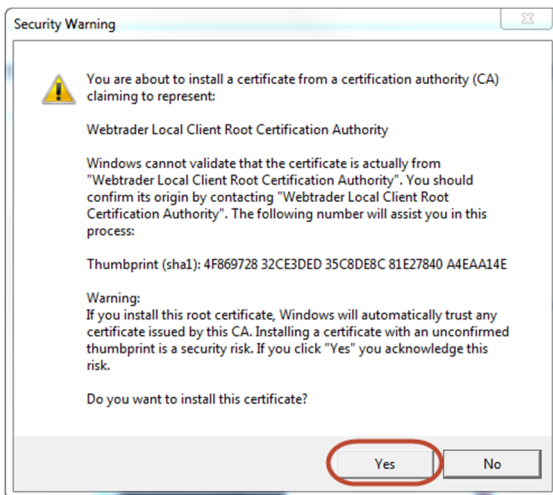 Security Warning
You are about to install a certificate from a certification authority (CA)
claiming to represent:
Webtrader Local Client Root Certification Authority
Windows cannot validate that the certificate is actually from
"Webtrader Local Client Root Certification Authority". You should
confirm its origin by contacting "Webtrader Local Client Root
Certification Authority". The following number will assist you in this
process:
Thumbprint (sha1): 4F869728 32CE3DED 35C8DE8C 81E27840 A4EAA14E
Warning:
If you install this root certificate, Windows will automatically trust any
certificate issued by this CA. Installing a certificate with an unconfirmed
thumbprint is a security risk. If you click "Yes" you acknowledge this
risk.
Do you want to install this certificate?
Yes
No